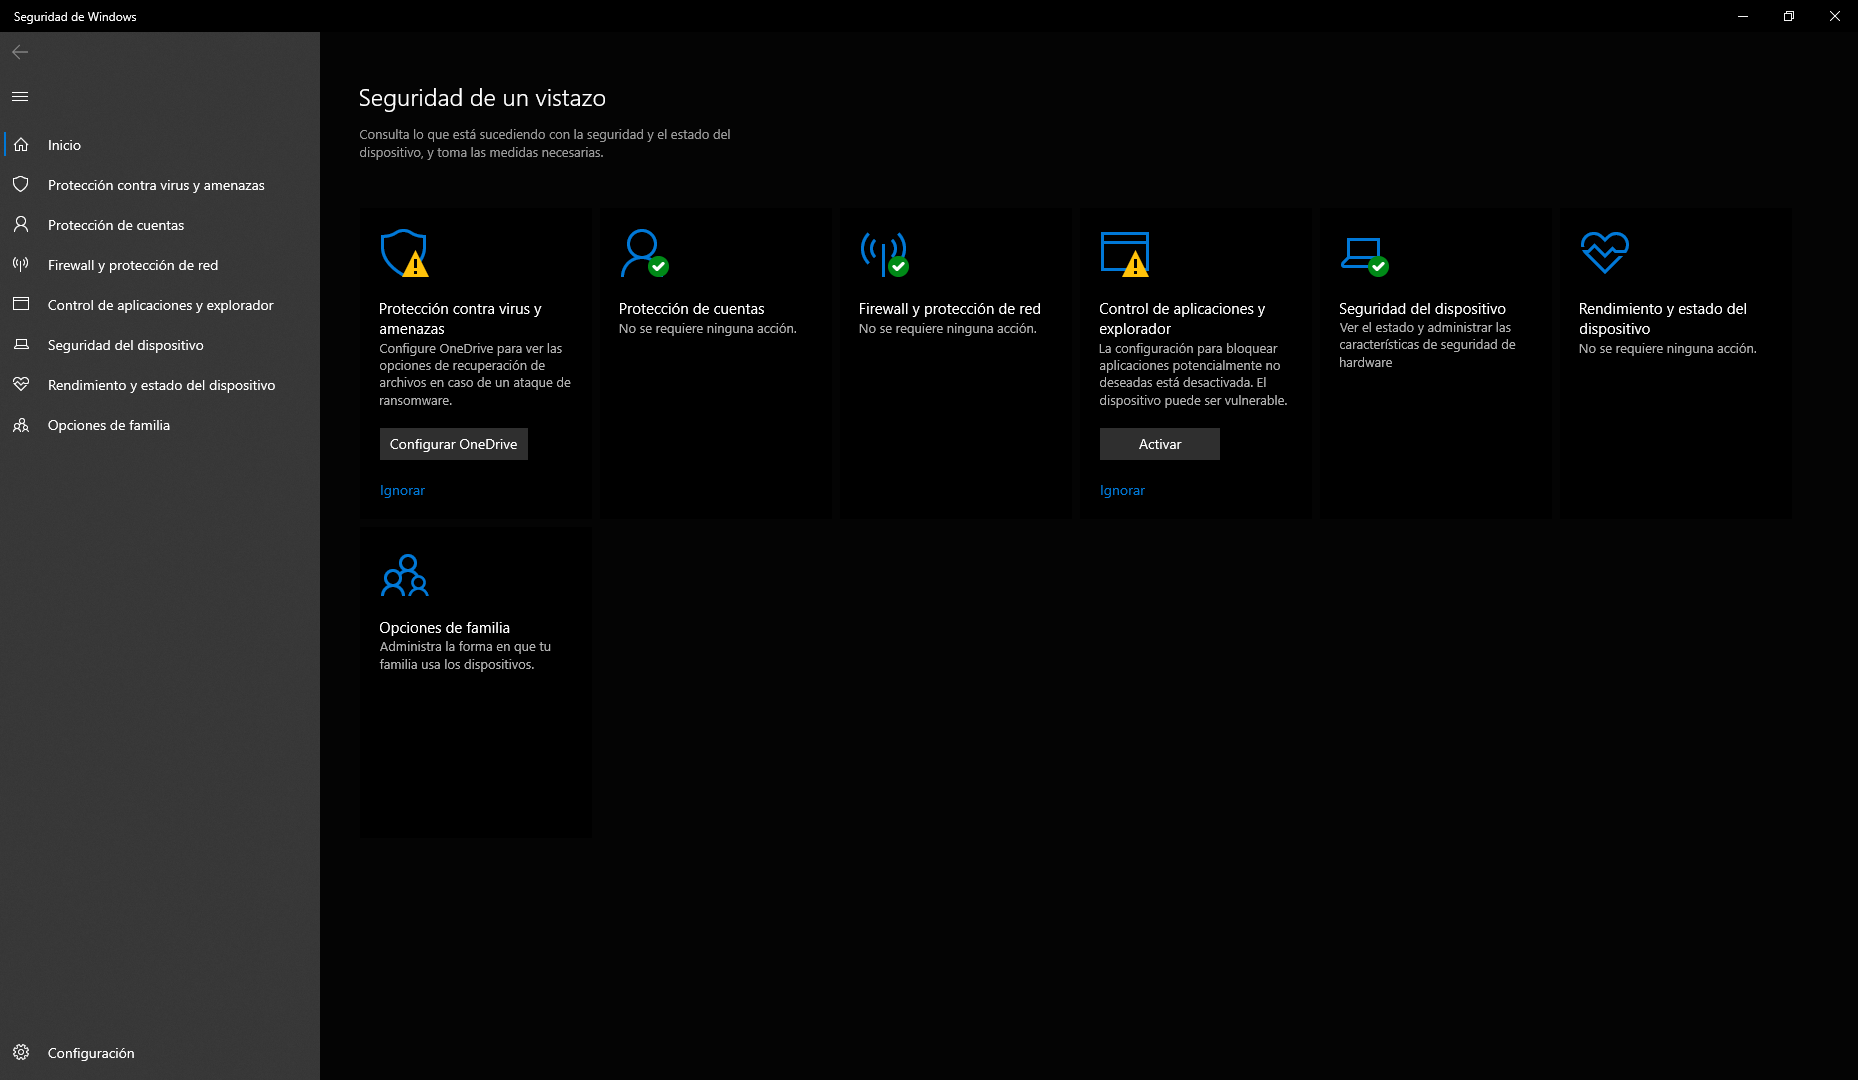 Seguridad de Windows
Inicio
Protección contra virus y amenazas
Protección de cuentas
Firewall y protección de red
Control de aplicaciones y explorador
Seguridad del dispositivo
Rendimiento y estado del dispositivo
Opciones de familia
Configuración
Seguridad de un vistazo
Consulta lo que está sucediendo con la seguridad y el estado del
dispositivo, y toma las medidas necesarias.
Protección contra virus y
amenazas
Configure OneDrive para ver las
opciones de recuperación de
archivos en caso de un ataque de
ransomware.
Configurar OneDrive
Ignorar
Protección de cuentas
No se requiere ninguna acción.
Firewall y protección de red
No se requiere ninguna acción.
Control de aplicaciones y
explorador
La configuración para bloquear
aplicaciones potencialmente no
deseadas está desactivada. El
dispositivo puede ser vulnerable.
Activar
Ignorar
Seguridad del dispositivo
Ver el estado y administrar las
características de seguridad de
hardware
Rendimiento y estado del
dispositivo
No se requiere ninguna acción.
Opciones de familia
Administra la forma en que tu
familia usa los dispositivos.